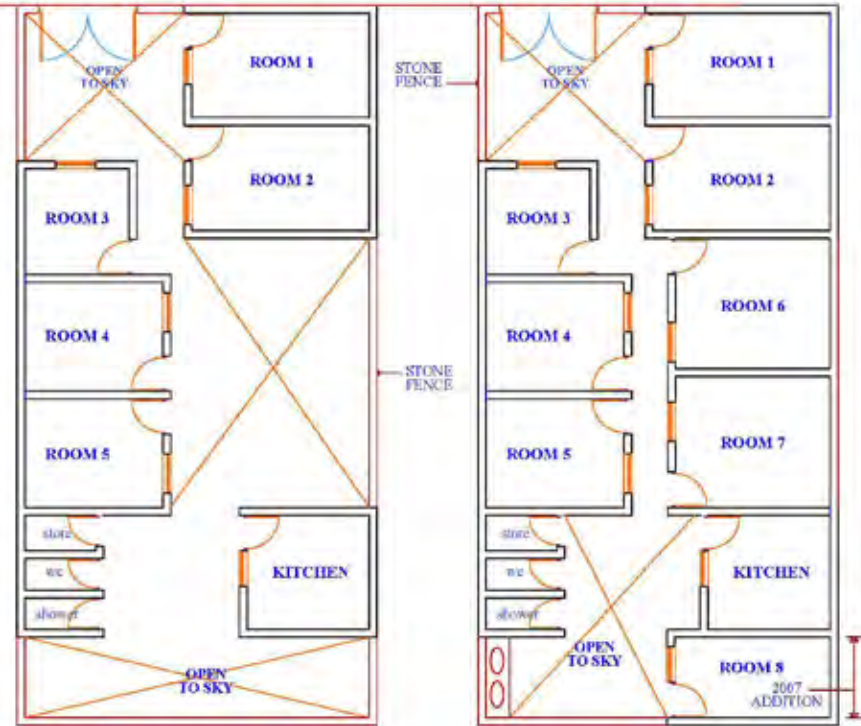 OPEN
TO SKY
ROOM 1
ROOM 2
ROOM 3
ROOM 4
ROOM 5
store
wc
shower
KITCHEN
OPEN
TO SKY
STONE
FENCE
STONE
FENCE
OPEN
TO SKY
ROOM 1
ROOM 2
ROOM 3
ROOM 6
ROOM 4
ROOM 7
ROOM 5
store
wc
shower
KITCHEN
OPEN
TO SKY
ROOM 8
2007
ADDITION